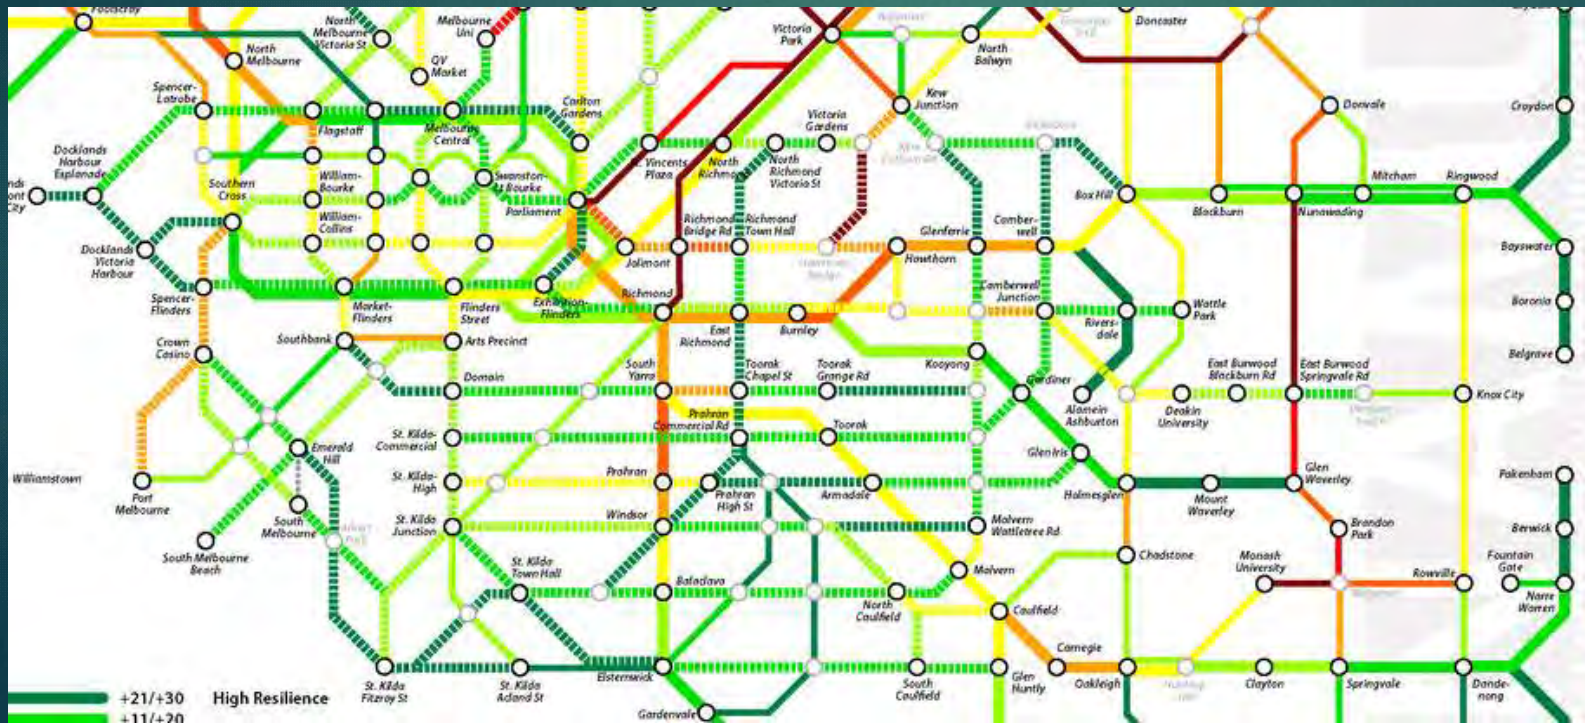 Footscray
North
Melbourne
Victoria St
Melbourne
Uni
Victoria
Park
Doncaster
North
Melbourne
QV
Market
North
Balwyn
Spencer-
Latrobe
Carlton
Gardens
Kew
Junction
Donvale
Croydon
Flagstaff
Melbourne
Central
Victoria
Gardens
Docklands
Harbour
Esplanade
St. Vincents
Plaza
North
Richmond
North
Richmond
Victoria St
Southern
Cross
William-
Bourke
Swanston-
Bourke
Parliament
City
Box Hill
Blackburn
Nunawading
Mitcham
Ringwood
William-
Collins
Richmond
Bridge Rd
Richmond
Town Hall
Glenferrie
Camber-
well
Docklands
Victoria
Harbour
Jolimont
Hawthorn
Bayswater
Spencer-
Flinders
Market-
Flinders
Flinders
Street
Exhibition-
Flinders
Richmond
Camberwell
Junction
Wattle
Park
Boronia
Rivers-
dale
Southbank
Arts Precinct
East
Richmond
Burnley
Crown
Casino
Kooyong
Belgrave
Domain
South
Yarra
Toorak
Chapel St
Toorak
Grange Rd
Gardiner
Alamein
Ashburton
Deakin
University
East Burwood
Blackburn Rd
East Burwood
Springvale Rd
Knox City
St. Kilda-
Commercial
Prahran
Commercial Rd
Toorak
Emerald
Hill
Glen Iris
Williamstown
Port
Melbourne
St. Kilda-
High
Prahran
Prahran
High St
Armadale
Holmesglen
Mount
Waverley
Glen
Waverley
Pakenham
South
Melbourne
St. Kilda
Junction
Windsor
Malvern
Wattletree Rd
Brandon
Park
Berwick
South Melbourne
Beach
Chadstone
Monash
University
Fountain
Gate
St. Kilda
Town Hall
Balaclava
Malvern
Rowville
North
Caulfield
Caulfield
Narre
Warren
Carnegie
St. Kilda
Fitzroy St
St. Kilda
Acland St
Elsternwick
South
Caulfield
Glen
Huntly
Oakleigh
Clayton
Springvale
Dande-
nong
Gardenvale
+21/+30 High Resilience
+11/+20